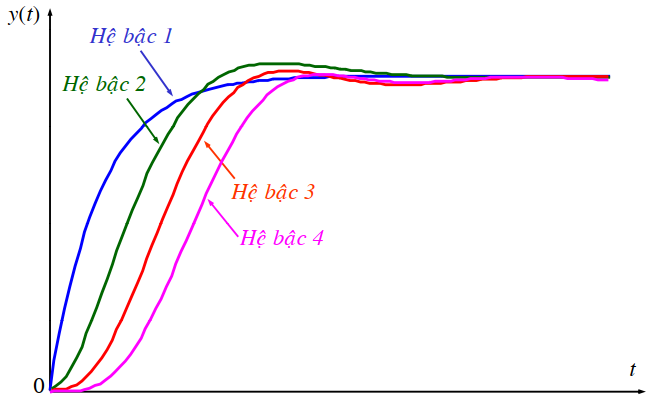 y(t)
Hệ bậc 1
Hệ bậc 2
Hệ bậc 3
Hệ bậc 4
t
0